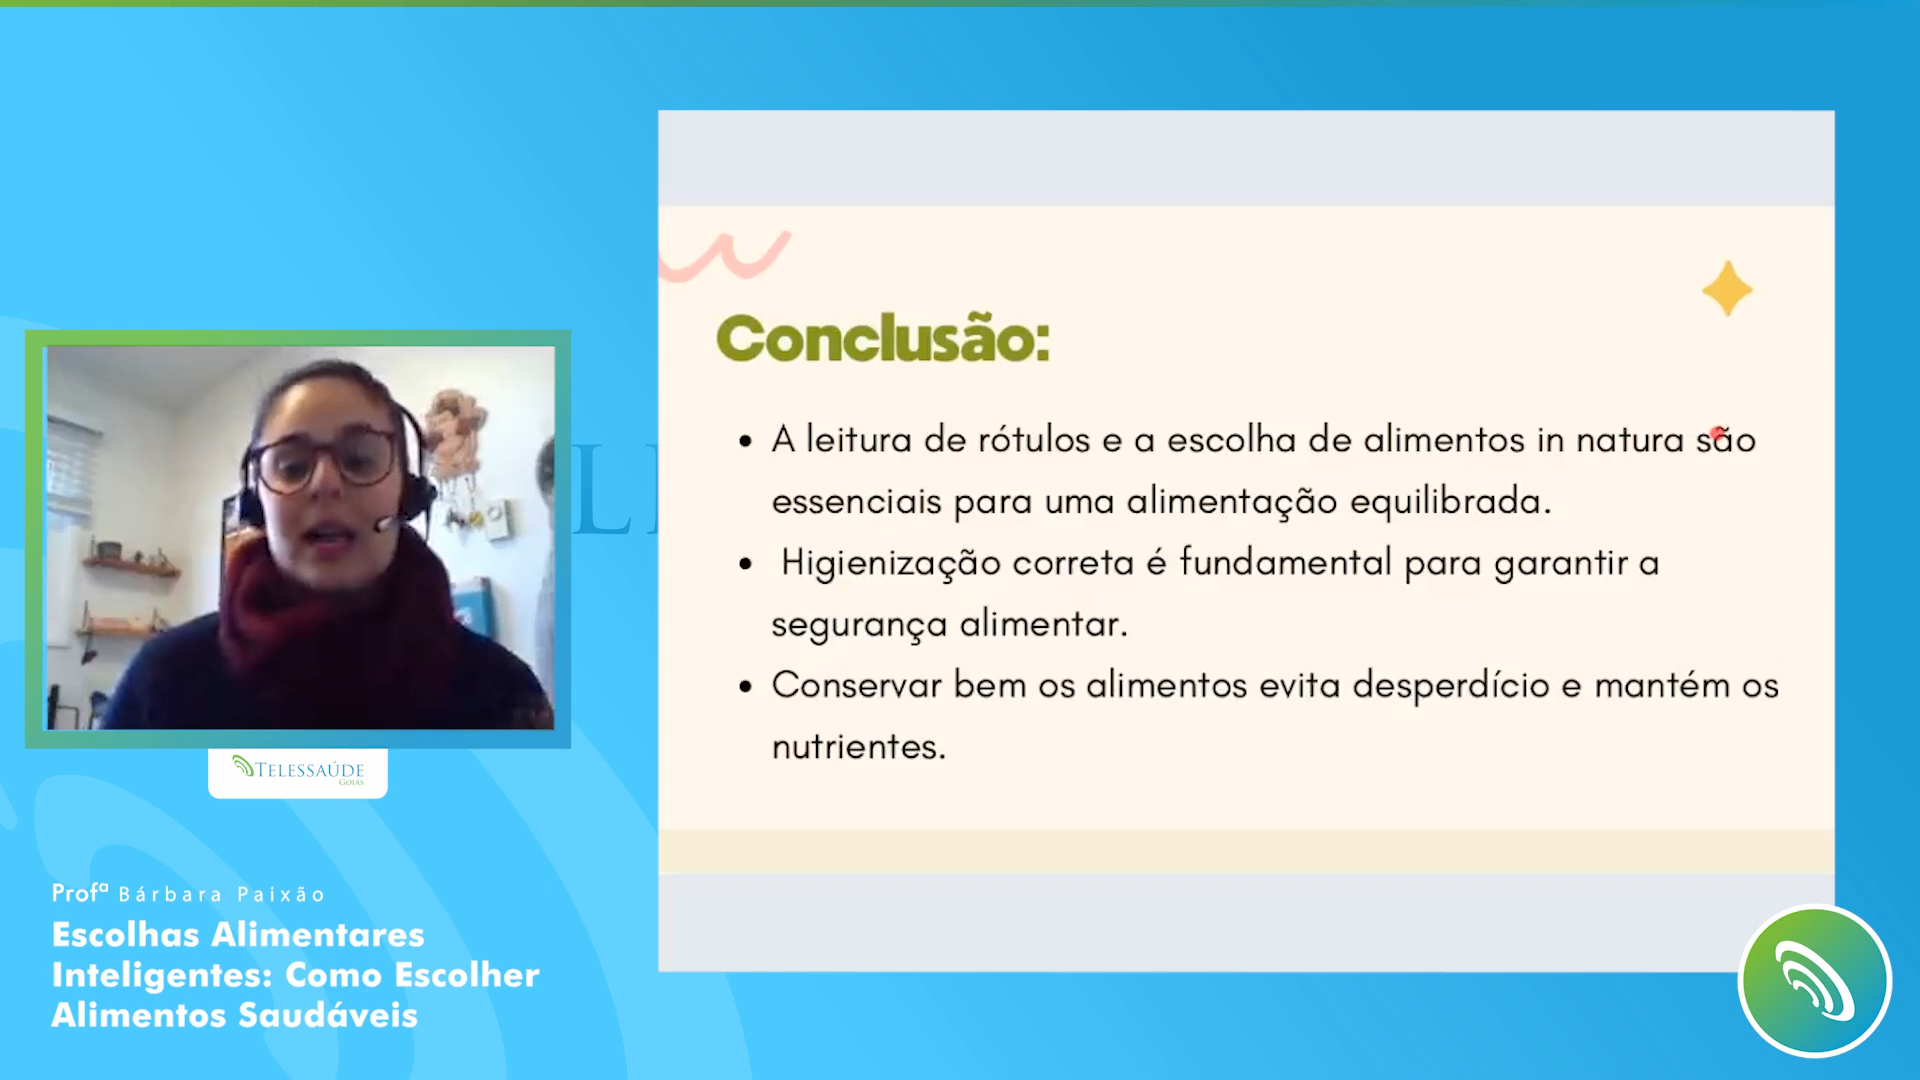 Conclusão:
• A leitura de rótulos e a escolha de alimentos in natura são
essenciais para uma alimentação equilibrada.
• Higienização correta é fundamental para garantir a
segurança alimentar.
• Conservar bem os alimentos evita desperdício e mantém os
nutrientes.
TELESSAÚDE
GOIÁS
Profª Bárbara Paixão
Escolhas Alimentares
Inteligentes: Como Escolher
Alimentos Saudáveis